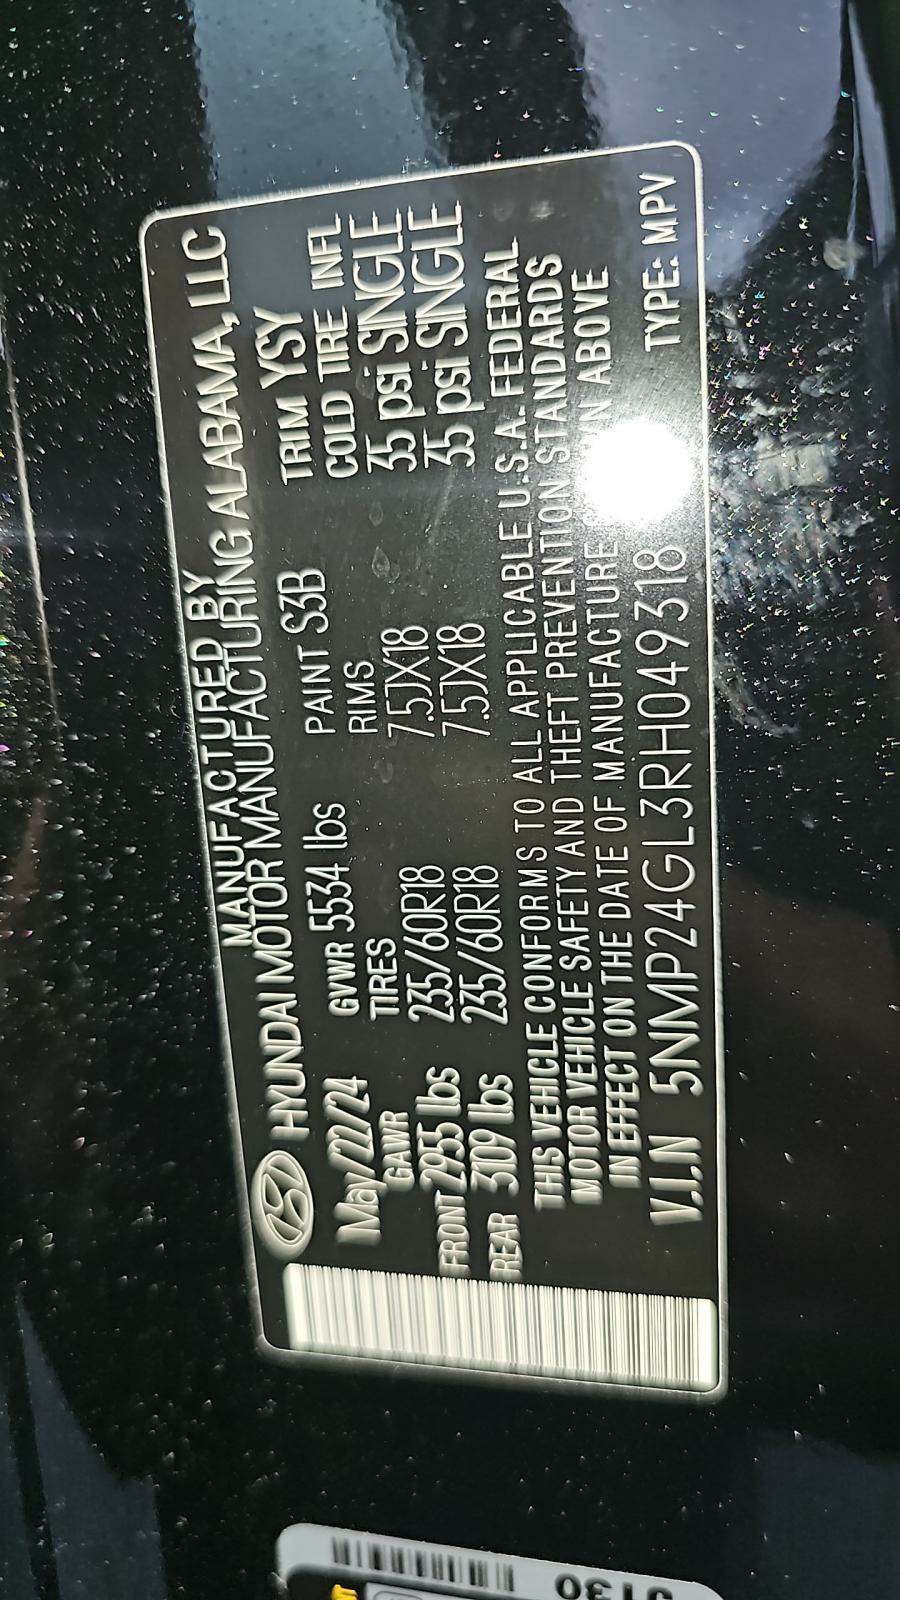 MANUFACTURED BY
HYUNDAI MOTOR MANUFACTURING ALABAMA, LLC
May/22/24 GVWR 5534 lbs PAINT S3B TRIM YSY
GAWR TIRES RIMS COLD TIRE INFL
FRONT 2955 lbs 235/60R18 7.5JX18 35 psi SINGLE
REAR 3109 lbs 235/60R18 7.5JX18 35 psi SINGLE
THIS VEHICLE CONFORMS TO ALL APPLICABLE U.S.A. FEDERAL
MOTOR VEHICLE SAFETY AND THEFT PREVENTION STANDARDS
IN EFFECT ON THE DATE OF MANUFACTURE ABOVE
V.I.N 5NMP24GL3RH049318 TYPE: MPV